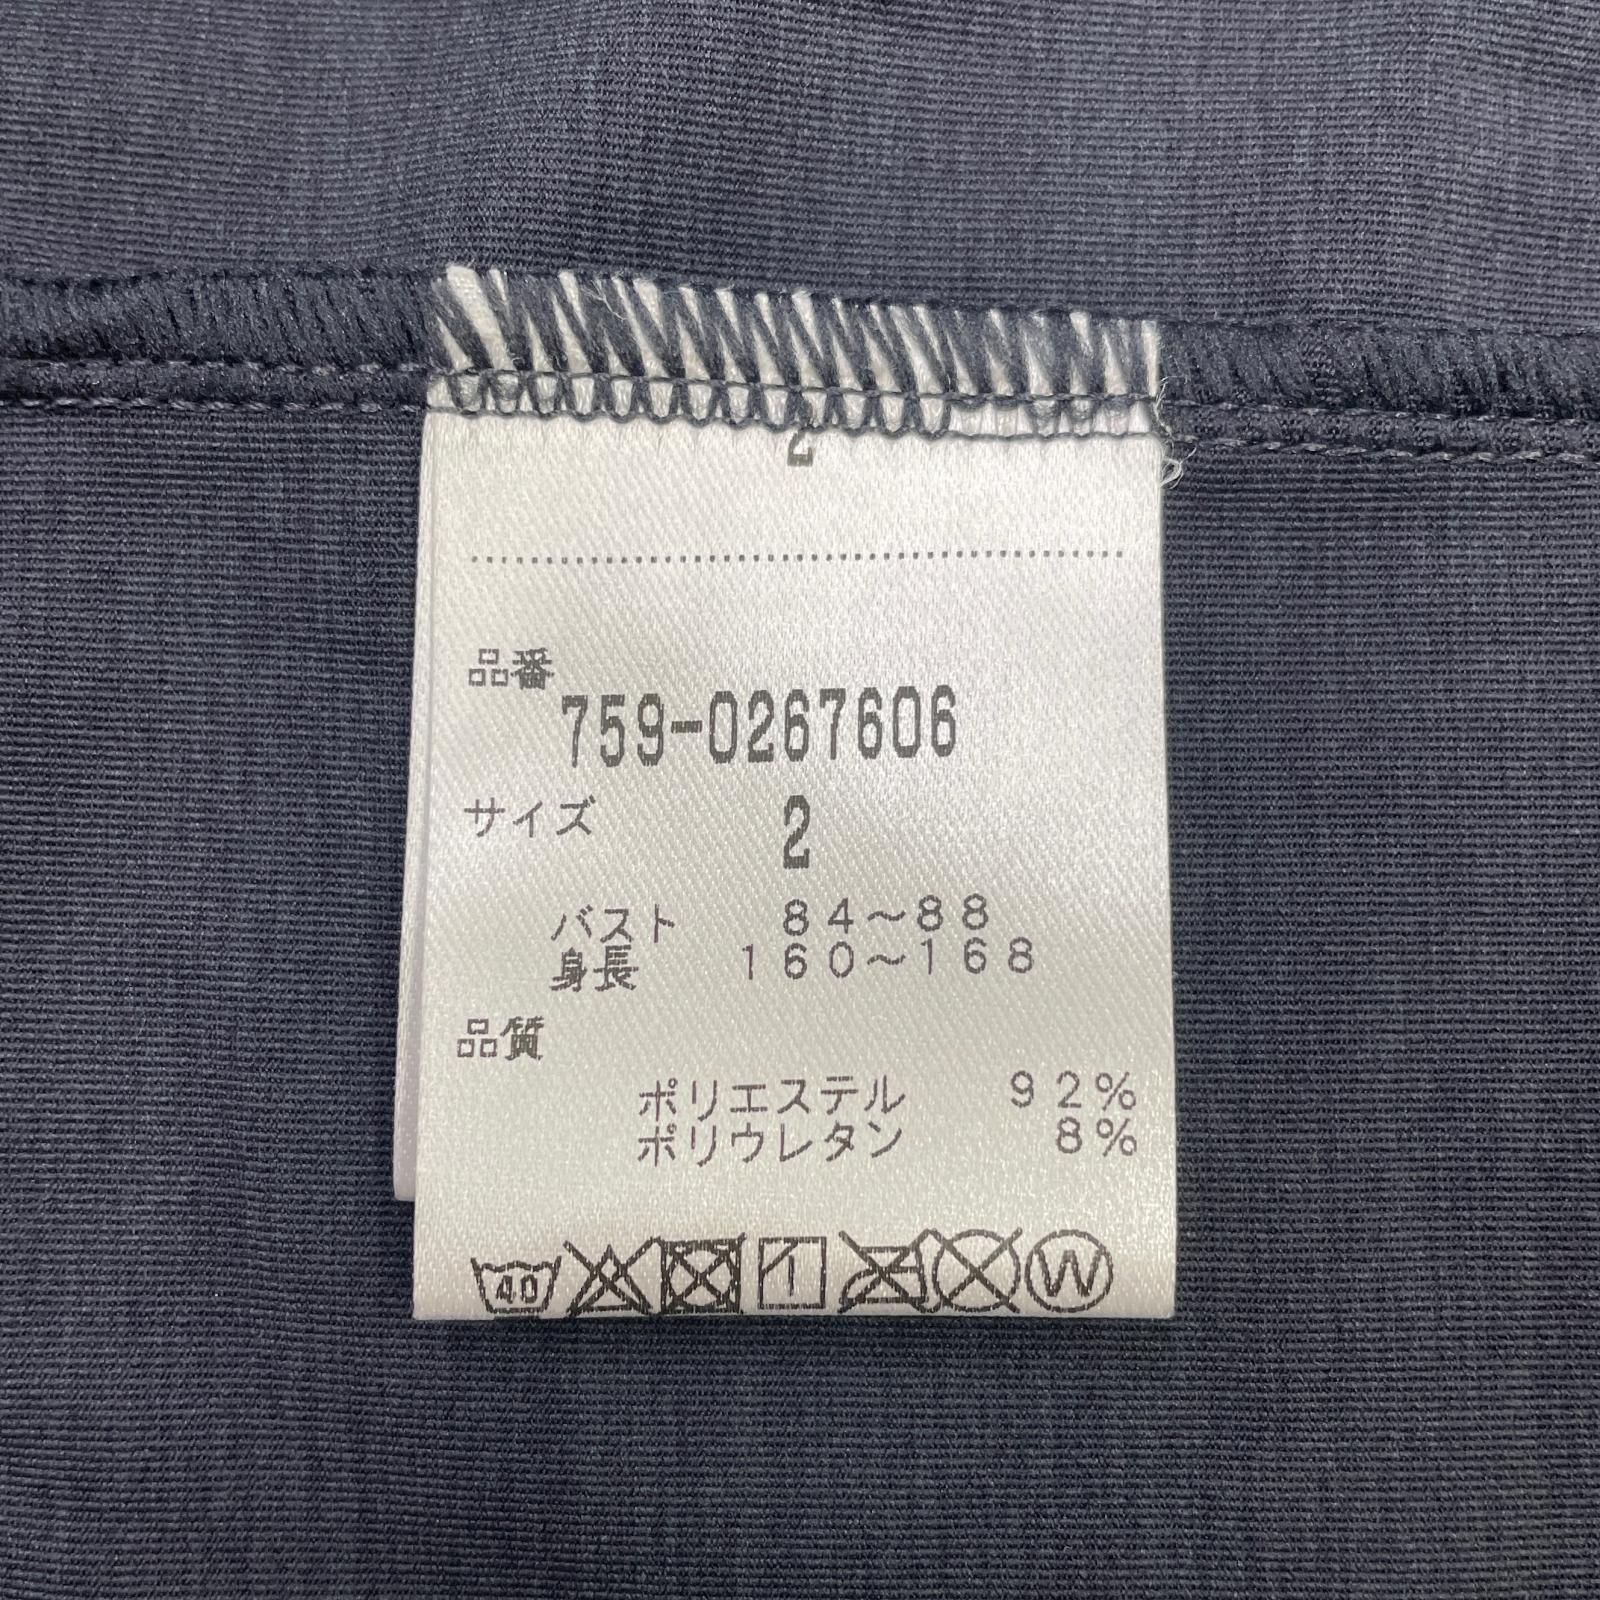 2
品番
759-0267606
サイズ 2
バスト 84～88
身長 160～168
品質
ポリエステル 92%
ポリウレタン 8%
40 W